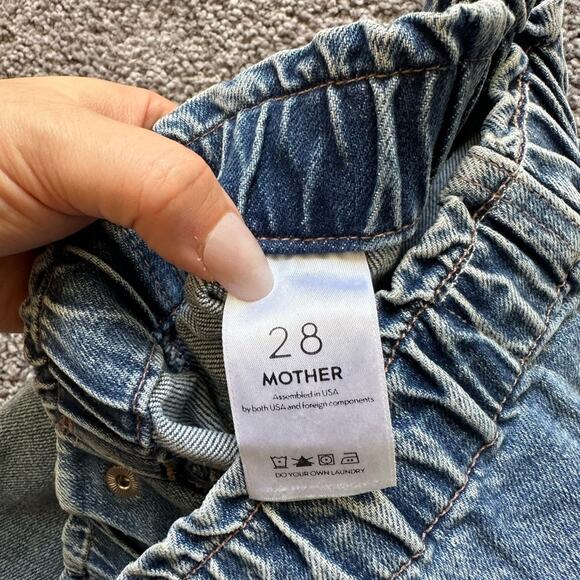 28
MOTHER
Assembled in USA
by both USA and foreign components
DO YOUR OWN LAUNDRY